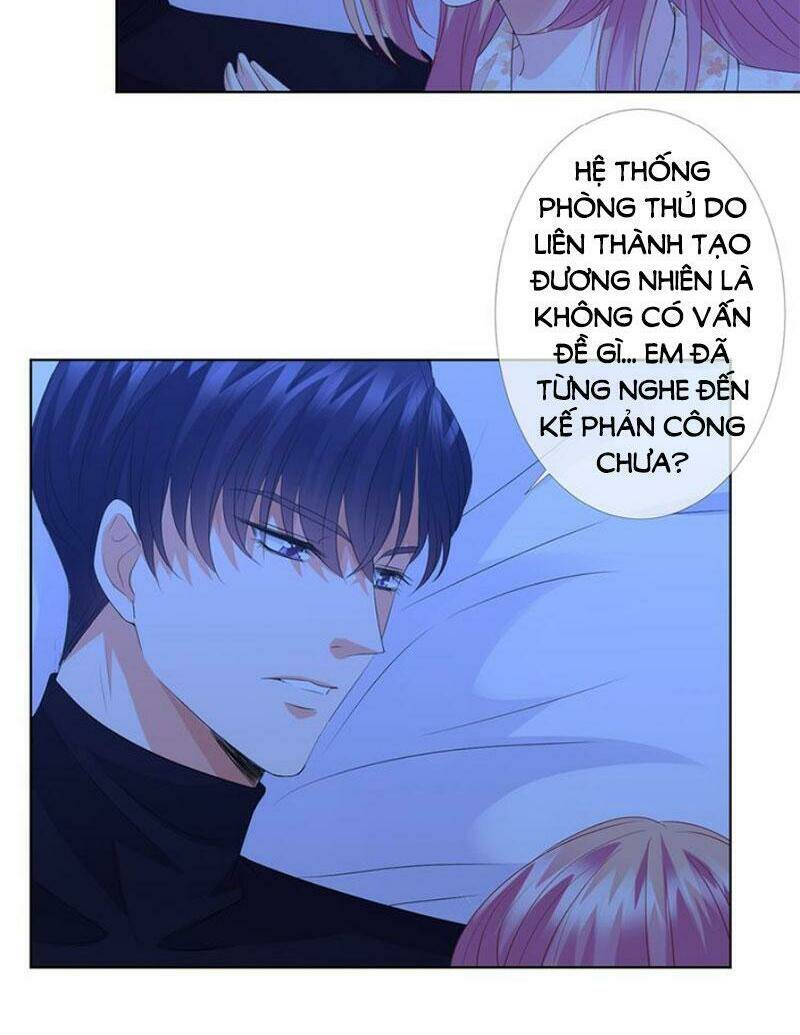 HỆ THỐNG
PHÒNG THỦ DO
LIÊN THÀNH TẠO
ĐƯƠNG NHIÊN LÀ
KHÔNG CÓ VẤN
ĐỀ GÌ... EM ĐÃ
TỪNG NGHE ĐẾN
KẾ PHẢN CÔNG
CHƯA?